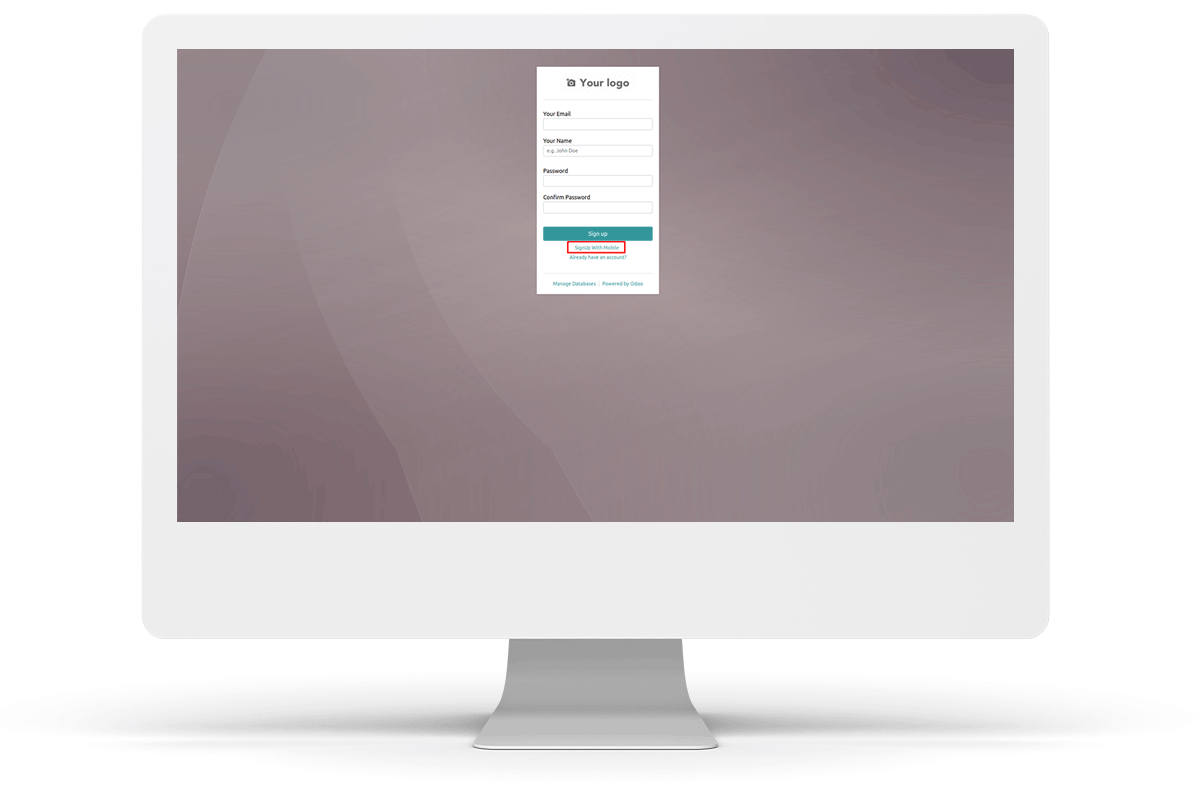 Your logo
Your Email
Your Name
e.g. John Doe
Password
Confirm Password
Sign up
SignUp With Mobile
Already have an account?
Manage Databases | Powered by Odoo